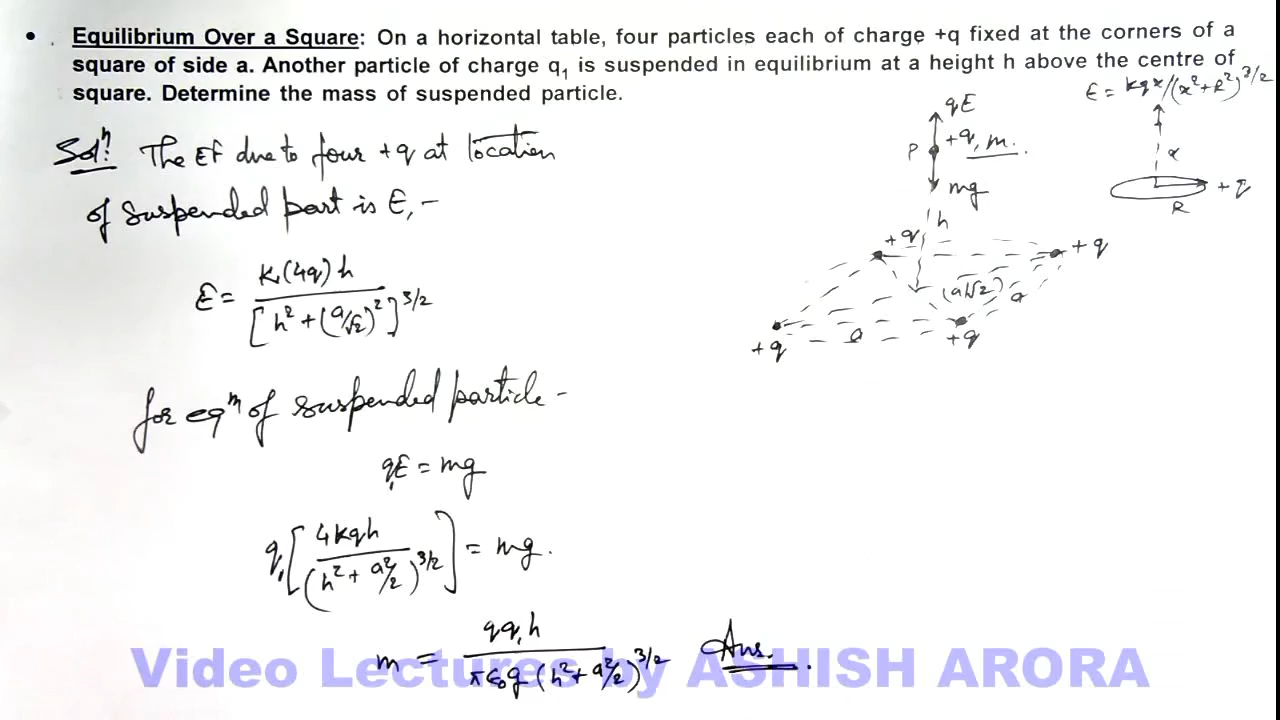 • Equilibrium Over a Square: On a horizontal table, four particles each of charge +q fixed at the corners of a
square of side a. Another particle of charge q₁ is suspended in equilibrium at a height h above the centre of
square. Determine the mass of suspended particle.
E = kqx/(x²+R²)^3/2
qE
+q, m.
P
mg
x
+q
R
h
+q
+q
(a/√2)
a
+q
a
+q
Solⁿ: The EF due to four +q at location
of suspended part is E, –
E = k(4q)h / [h² + (a/√2)²]^3/2
for eqᵐ of suspended particle –
q₁E = mg
q₁[4kqh / (h² + a²/2)^3/2] = mg.
m = qq₁h / π∈₀g(h² + a²/2)^3/2 Ans.
Video Lectures by ASHISH ARORA